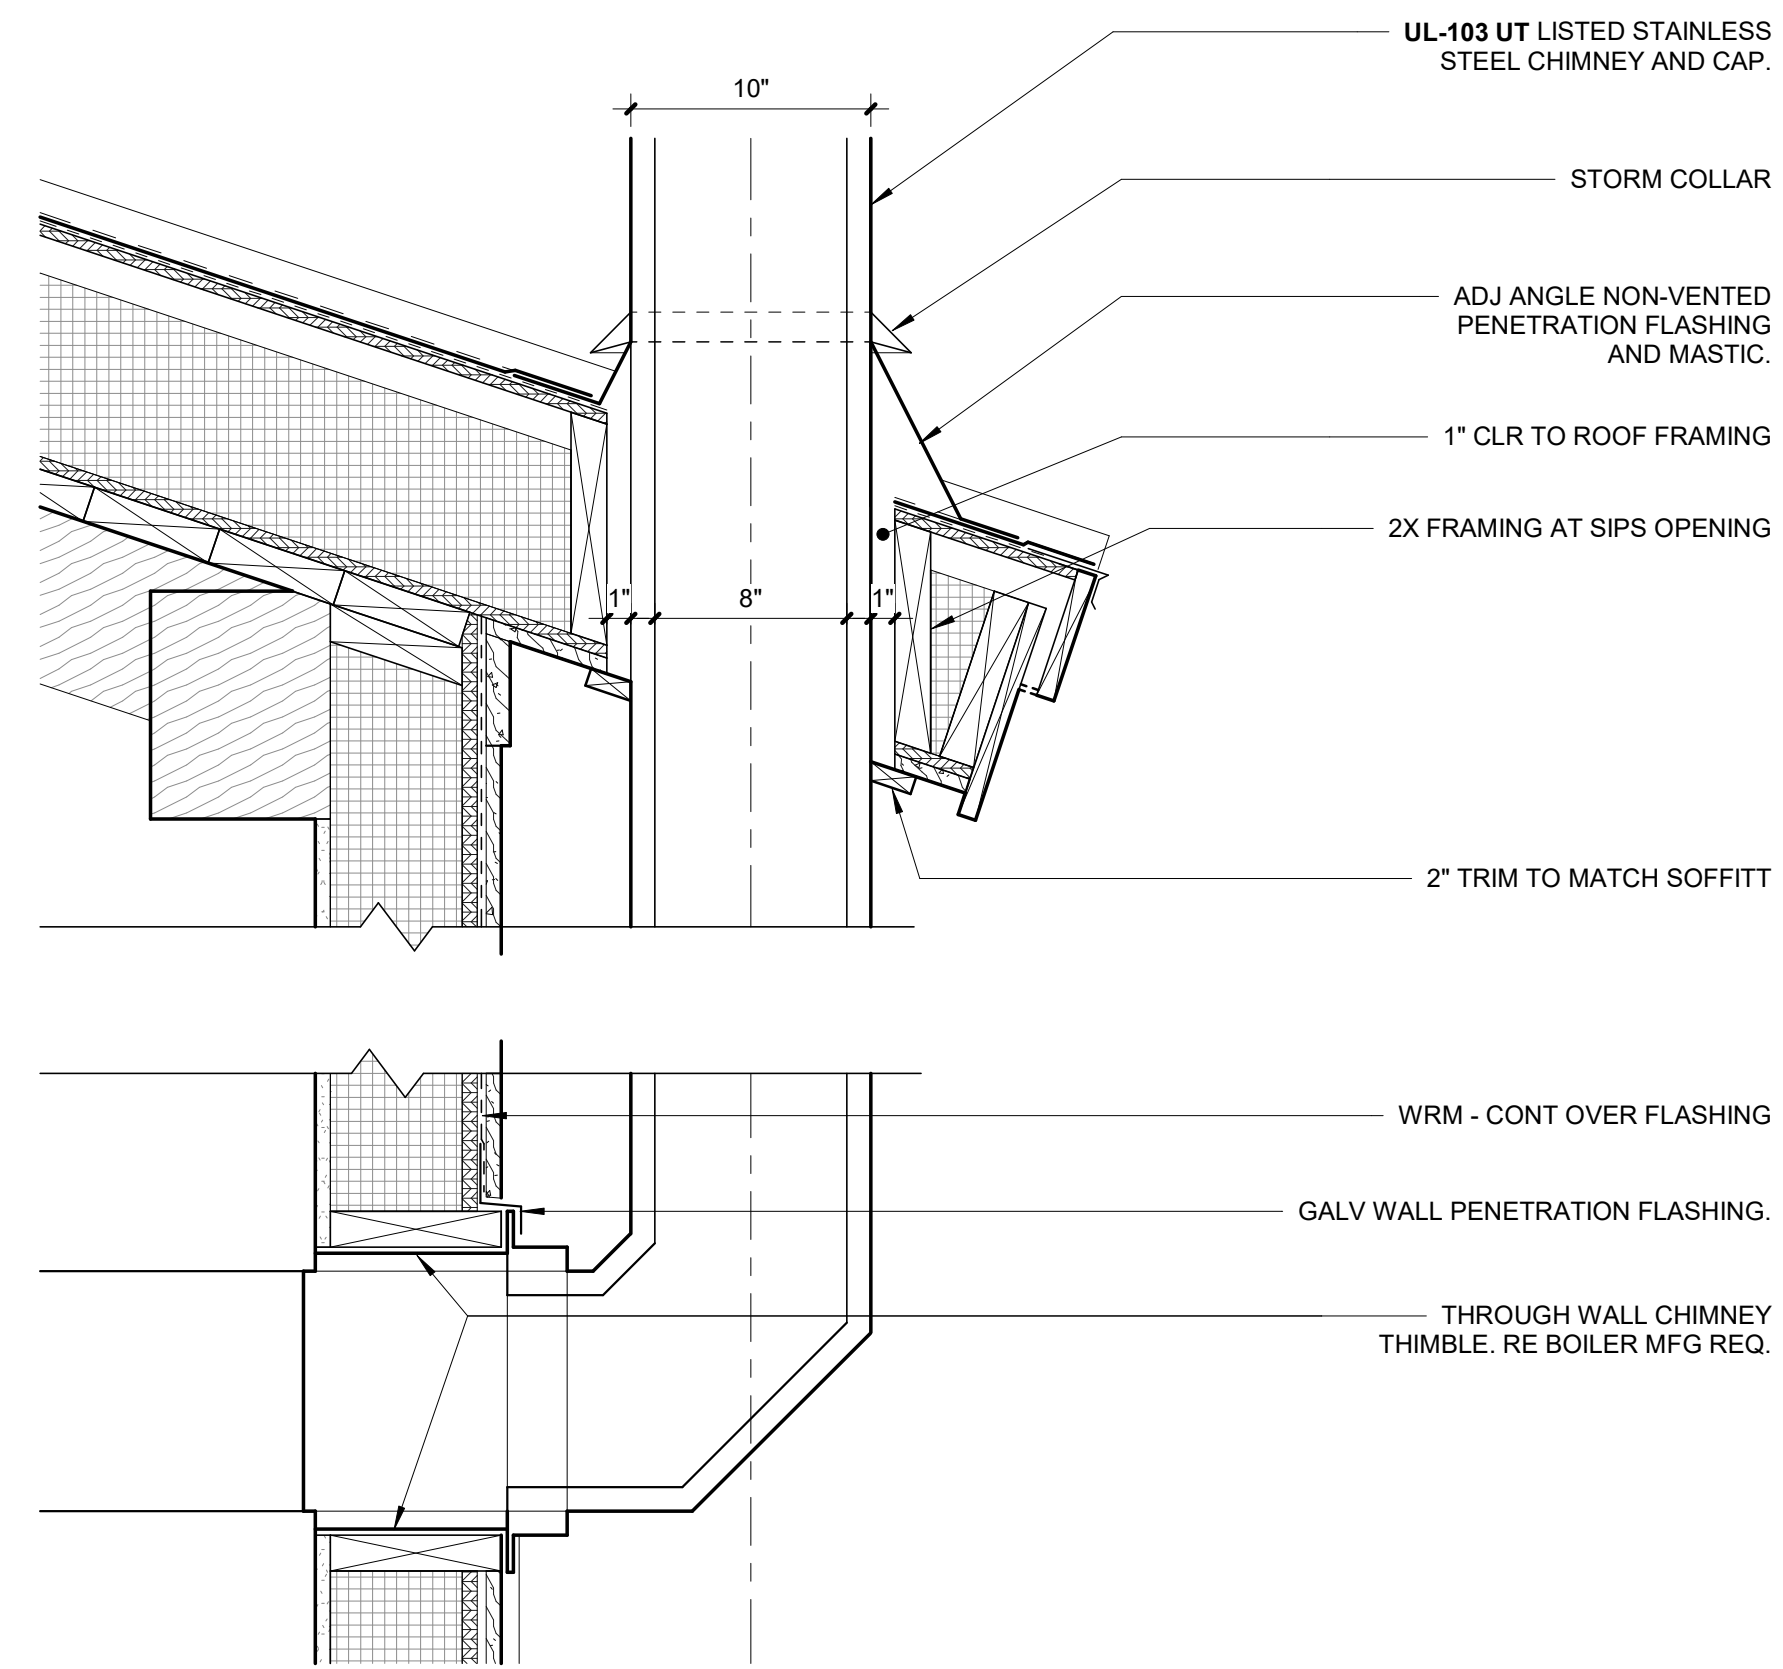 UL-103 UT LISTED STAINLESS
STEEL CHIMNEY AND CAP.
10"
STORM COLLAR
ADJ ANGLE NON-VENTED
PENETRATION FLASHING
AND MASTIC.
1" CLR TO ROOF FRAMING
2X FRAMING AT SIPS OPENING
1"
8"
1"
2" TRIM TO MATCH SOFFITT
WRM - CONT OVER FLASHING
GALV WALL PENETRATION FLASHING.
THROUGH WALL CHIMNEY
THIMBLE. RE BOILER MFG REQ.